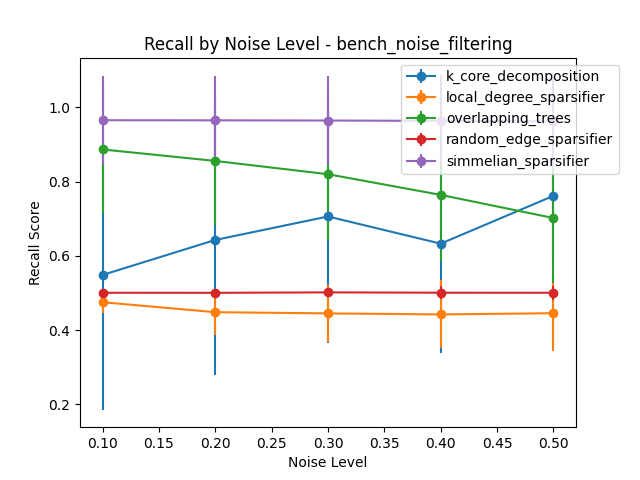 Recall by Noise Level - bench_noise_filtering
k_core_decomposition
local_degree_sparsifier
overlapping_trees
random_edge_sparsifier
simmelian_sparsifier
Recall Score
1.0
0.8
0.6
0.4
0.2
0.10 0.15 0.20 0.25 0.30 0.35 0.40 0.45 0.50
Noise Level